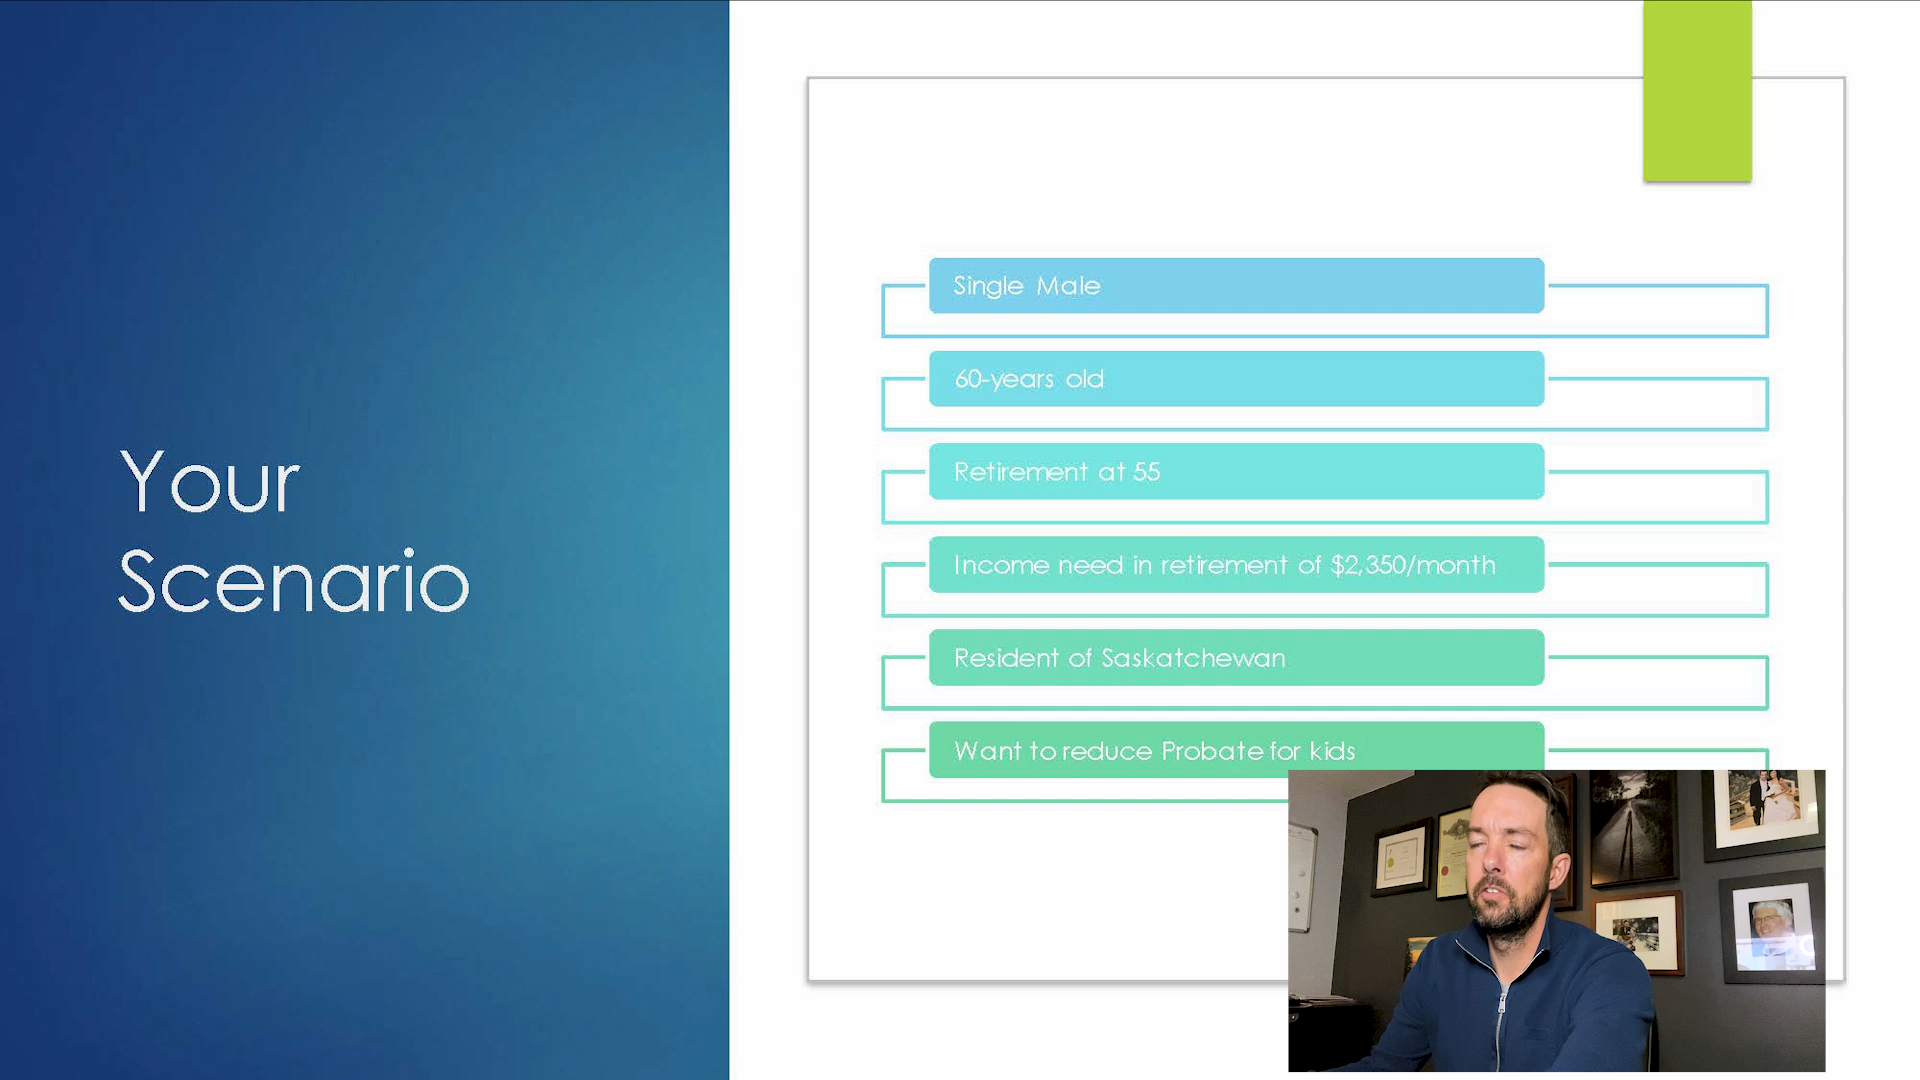 Your
Scenario
Single Male
60-years old
Retirement at 55
Income need in retirement of $2,350/month
Resident of Saskatchewan
Want to reduce Probate for kids